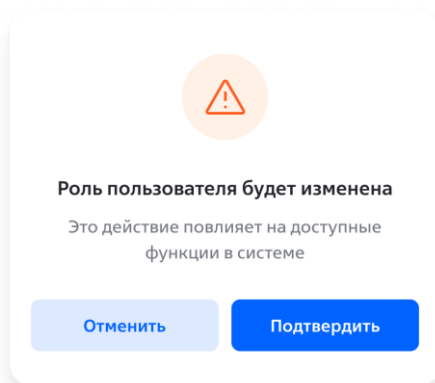 Роль пользователя будет изменена
Это действие повлияет на доступные
функции в системе
Отменить
Подтвердить